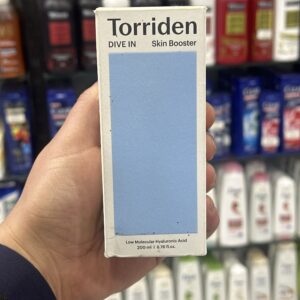 Torriden
DIVE IN Skin Booster
Low Molecular Hyaluronic Acid
200 ml ℮ 6.76 fl.oz.